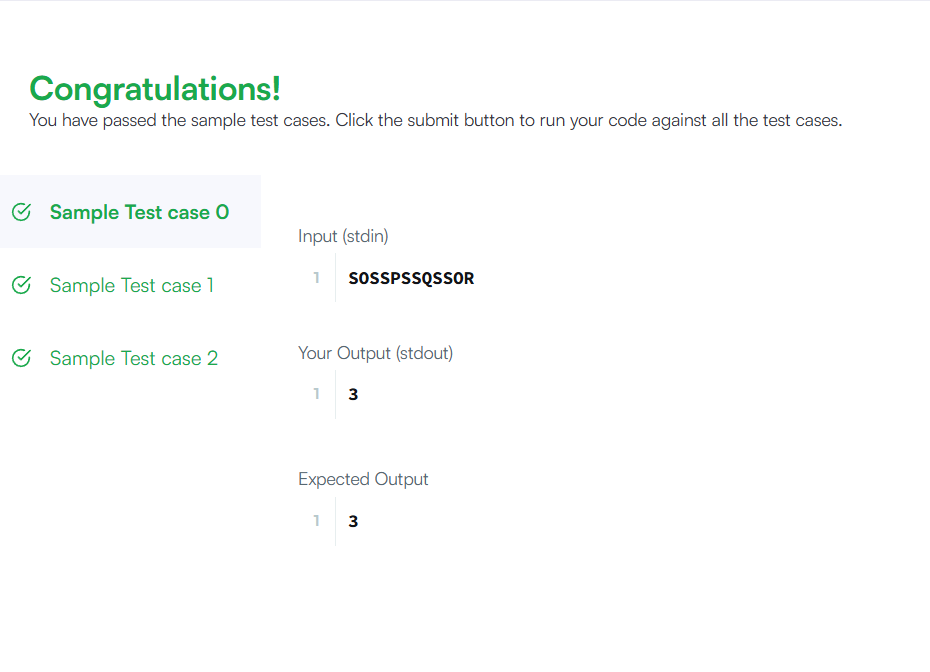 Congratulations!
You have passed the sample test cases. Click the submit button to run your code against all the test cases.
Sample Test case 0
Sample Test case 1
Sample Test case 2
Input (stdin)
1 SOSSPSSQSSOR
Your Output (stdout)
1 3
Expected Output
1 3